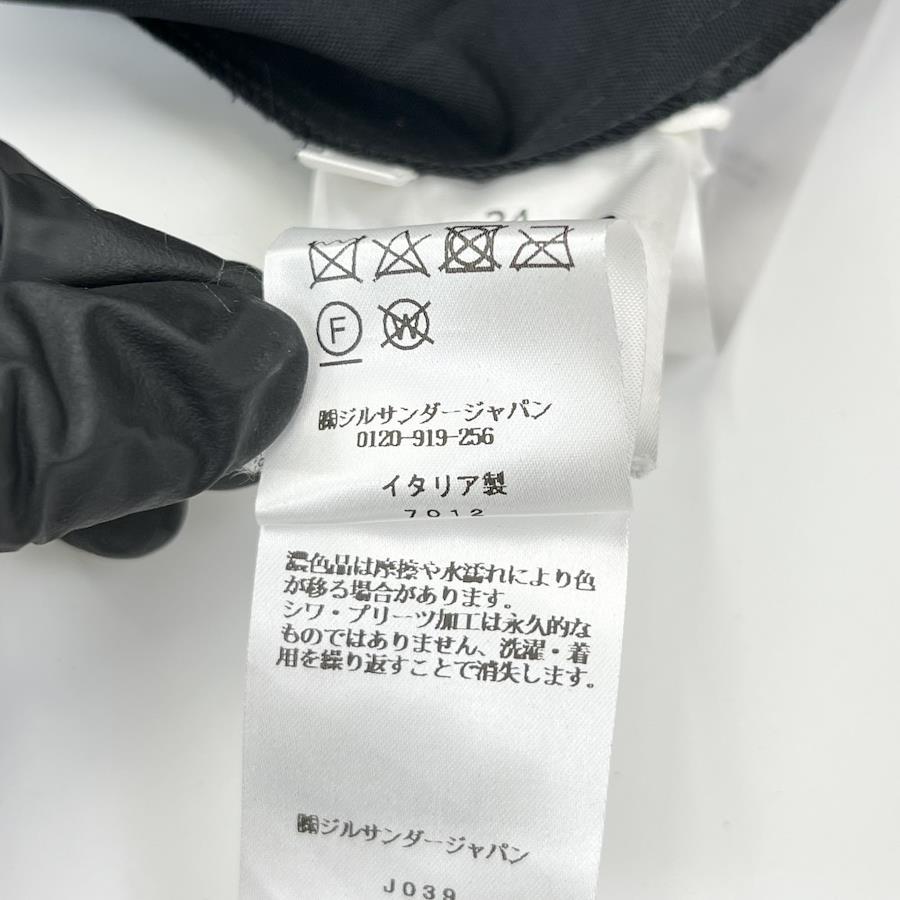 34
F
W
㈱ジルサンダージャパン
0120-919-256
イタリア製
7012
濃色品は摩擦や水濡れにより色
が移る場合があります。
シワ・プリーツ加工は永久的な
ものではありません、洗濯・着
用を繰り返すことで消失します。
㈱ジルサンダージャパン
J039